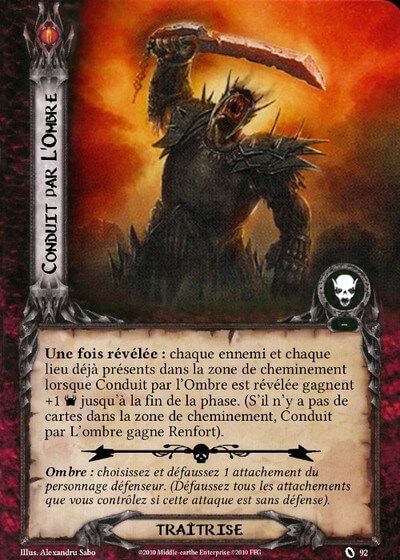 CONDUIT PAR L'OMBRE
Une fois révélée : chaque ennemi et chaque
lieu déjà présents dans la zone de cheminement
lorsque Conduit par l'Ombre est révélée gagnent
+1 jusqu'à la fin de la phase. (S'il n'y a pas
de cartes dans la zone de cheminement, Conduit
par L'ombre gagne Renfort).
Ombre : choisissez et défaussez 1 attachement du
personnage défenseur. (Défaussez tous les attachements
que vous contrôlez si cette attaque est sans défense).
TRAÎTRISE
Illus. Alexandru Sabo ©2010 Middle-earthe Enterprise ©2010 FFG 92